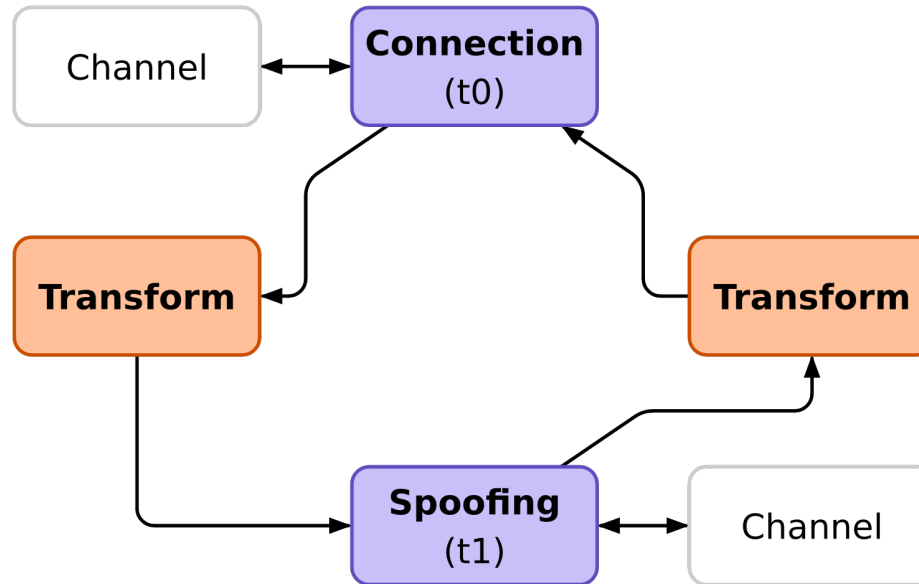 Channel
Connection
(t0)
Transform
Transform
Spoofing
(t1)
Channel